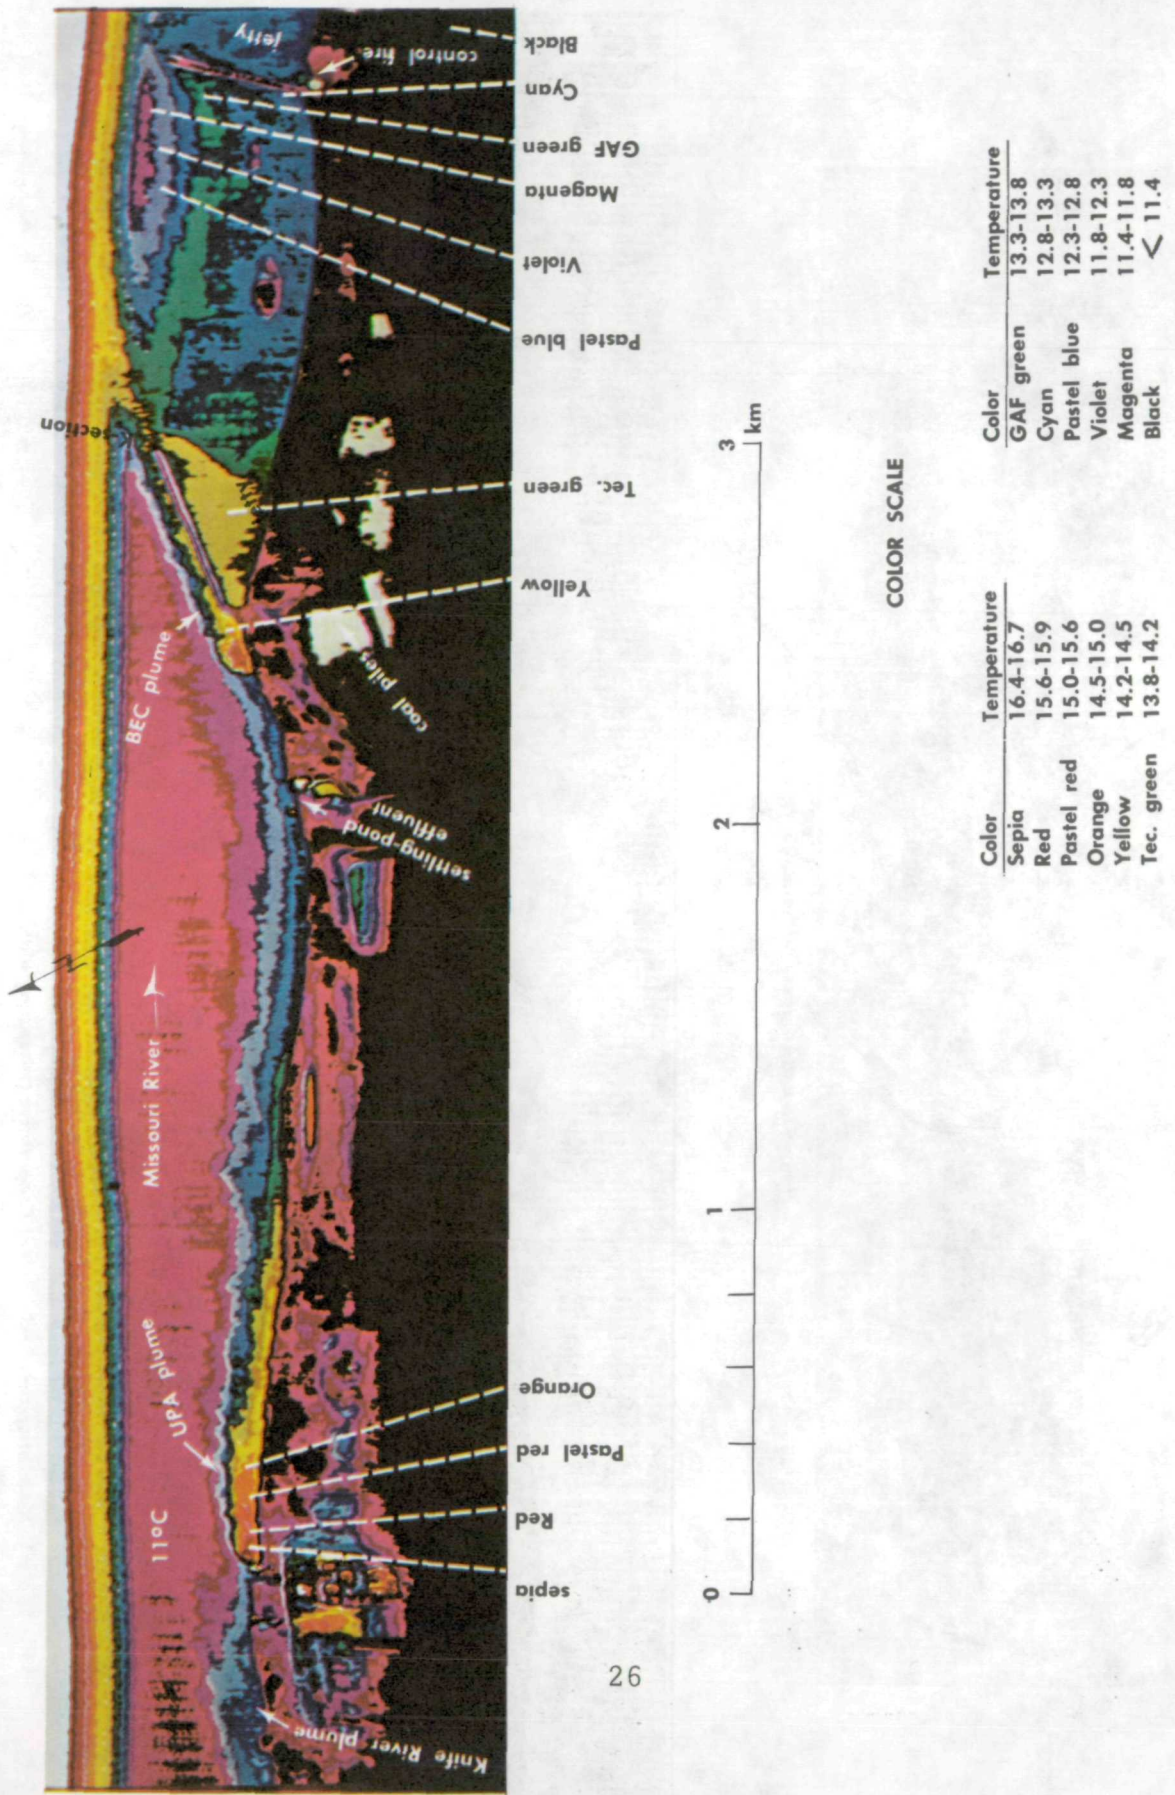 Knife River plume
11ºC
UPA plume
Missouri River
N
BEC plume
K-section
settling-pond
effluent
coal piles
control fire
jetty
sepia
Red
Pastel red
Orange
Yellow
Tec. green
Pastel blue
Violet
Magenta
GAF green
Cyan
Black
0 1 2 3
km
COLOR SCALE
Color Temperature
Sepia 16.4-16.7
Red 15.6-15.9
Pastel red 15.0-15.6
Orange 14.5-15.0
Yellow 14.2-14.5
Tec. green 13.8-14.2
Color Temperature
GAF green 13.3-13.8
Cyan 12.8-13.3
Pastel blue 12.3-12.8
Violet 11.8-12.3
Magenta 11.4-11.8
Black < 11.4
26